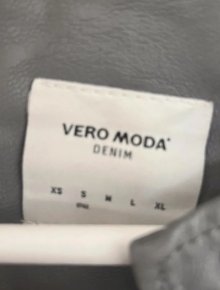 VERO MODA
DENIM
XS S M L XL